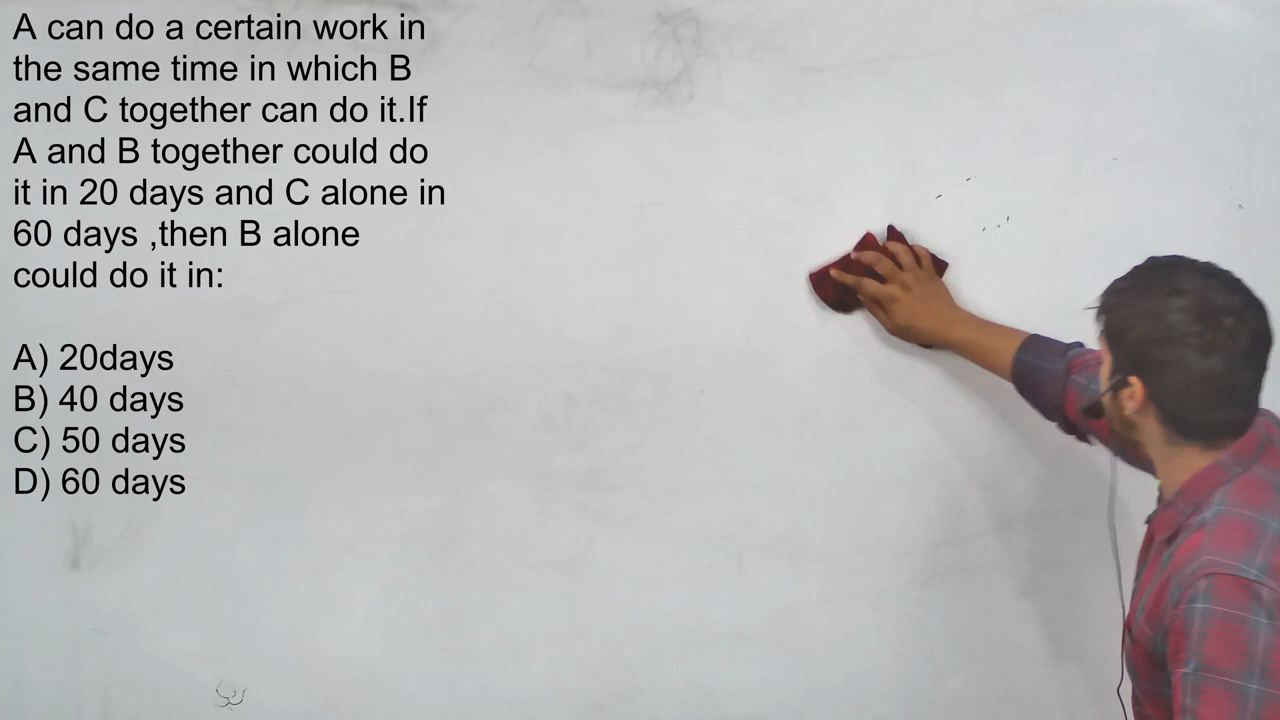 A can do a certain work in
the same time in which B
and C together can do it.If
A and B together could do
it in 20 days and C alone in
60 days ,then B alone
could do it in:
A) 20days
B) 40 days
C) 50 days
D) 60 days